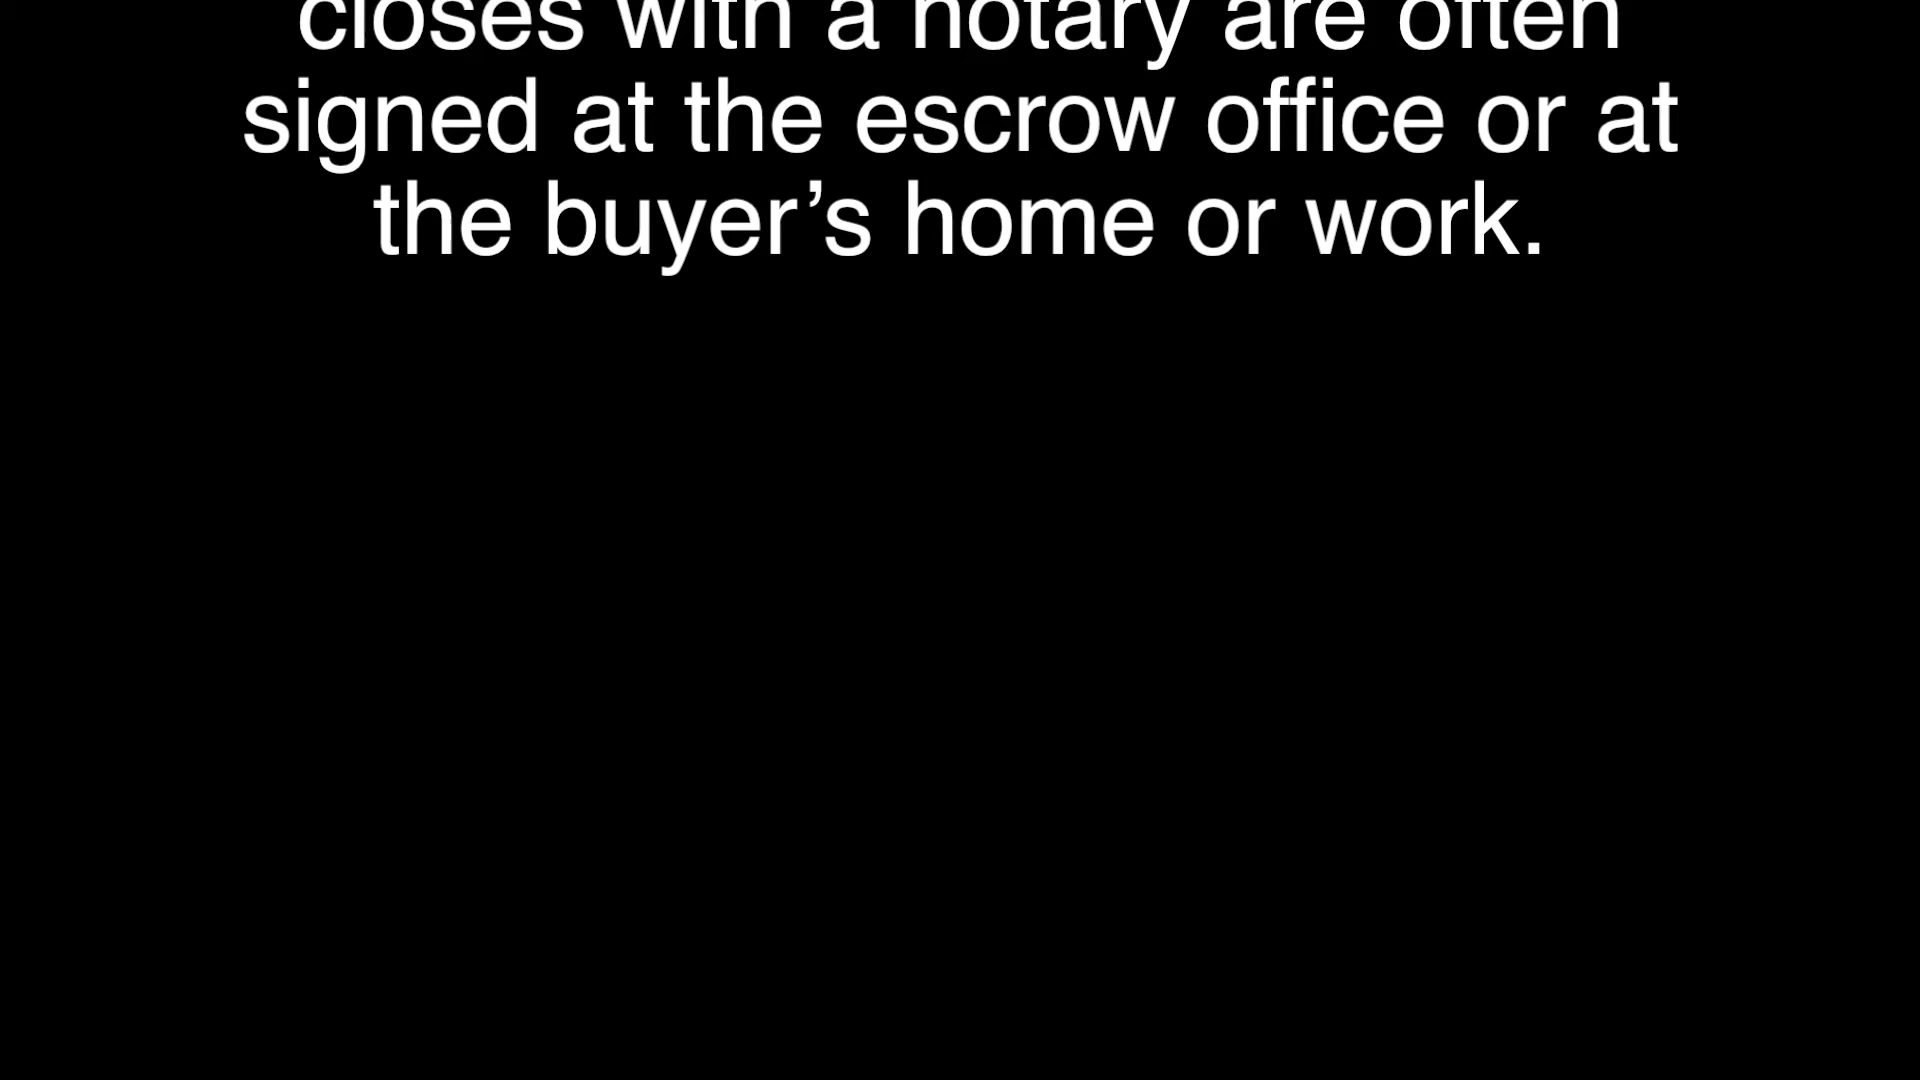 closes with a notary are often
signed at the escrow office or at
the buyer’s home or work.